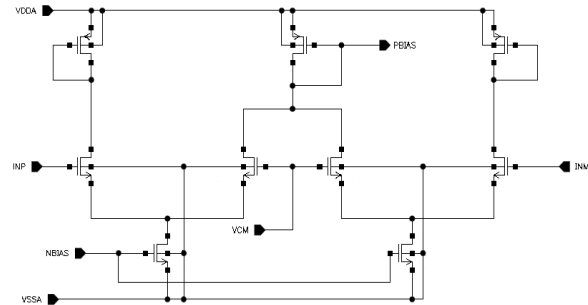 VDDA
PBIAS
INP
INM
VCM
NBIAS
VSSA